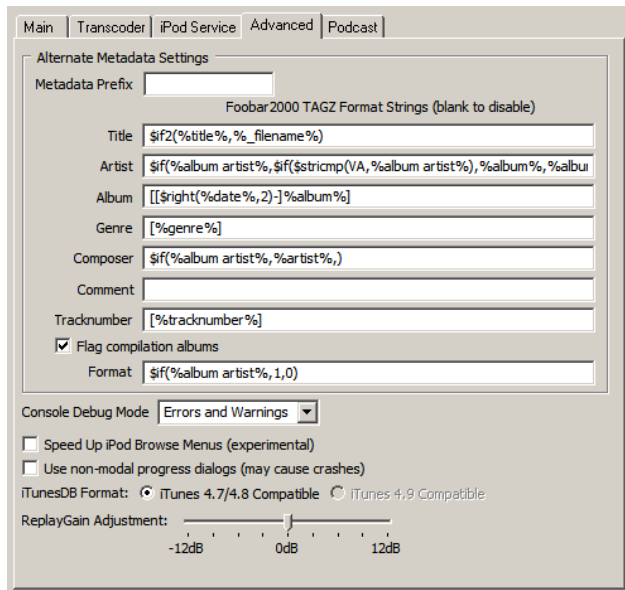 Main Transcoder iPod Service Advanced Podcast
Alternate Metadata Settings
Metadata Prefix
Foobar2000 TAGZ Format Strings (blank to disable)
Title $if2(%title%,%_filename%)
Artist $if(%album artist%,$if($stricmp(VA,%album artist%),%album%,%albu
Album [[$right(%date%,2)-]%album%]
Genre [%genre%]
Composer $if(%album artist%,%artist%,)
Comment
Tracknumber [%tracknumber%]
Flag compilation albums
Format $if(%album artist%,1,0)
Console Debug Mode Errors and Warnings
Speed Up iPod Browse Menus (experimental)
Use non-modal progress dialogs (may cause crashes)
iTunesDB Format: iTunes 4.7/4.8 Compatible iTunes 4.9 Compatible
ReplayGain Adjustment:
-12dB 0dB 12dB